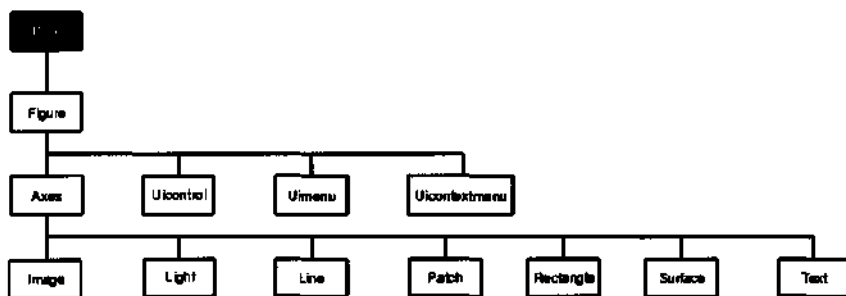 Figure
Axes Uicontrol Uimenu Uicontextmenu
Image Light Line Patch Rectangle Surface Text